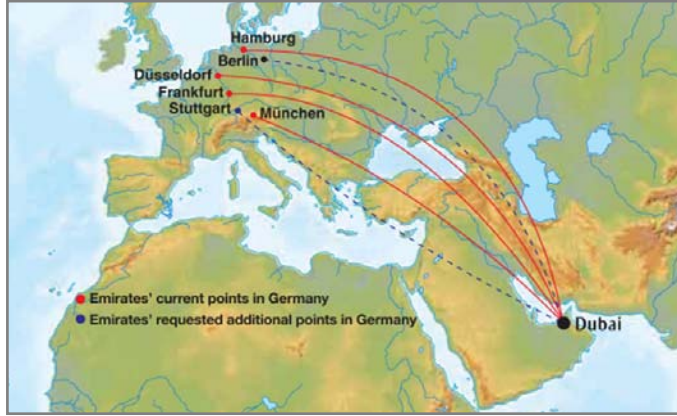 Hamburg
Berlin
Düsseldorf
Frankfurt
Stuttgart
München
Emirates' current points in Germany
Emirates' requested additional points in Germany
Dubai